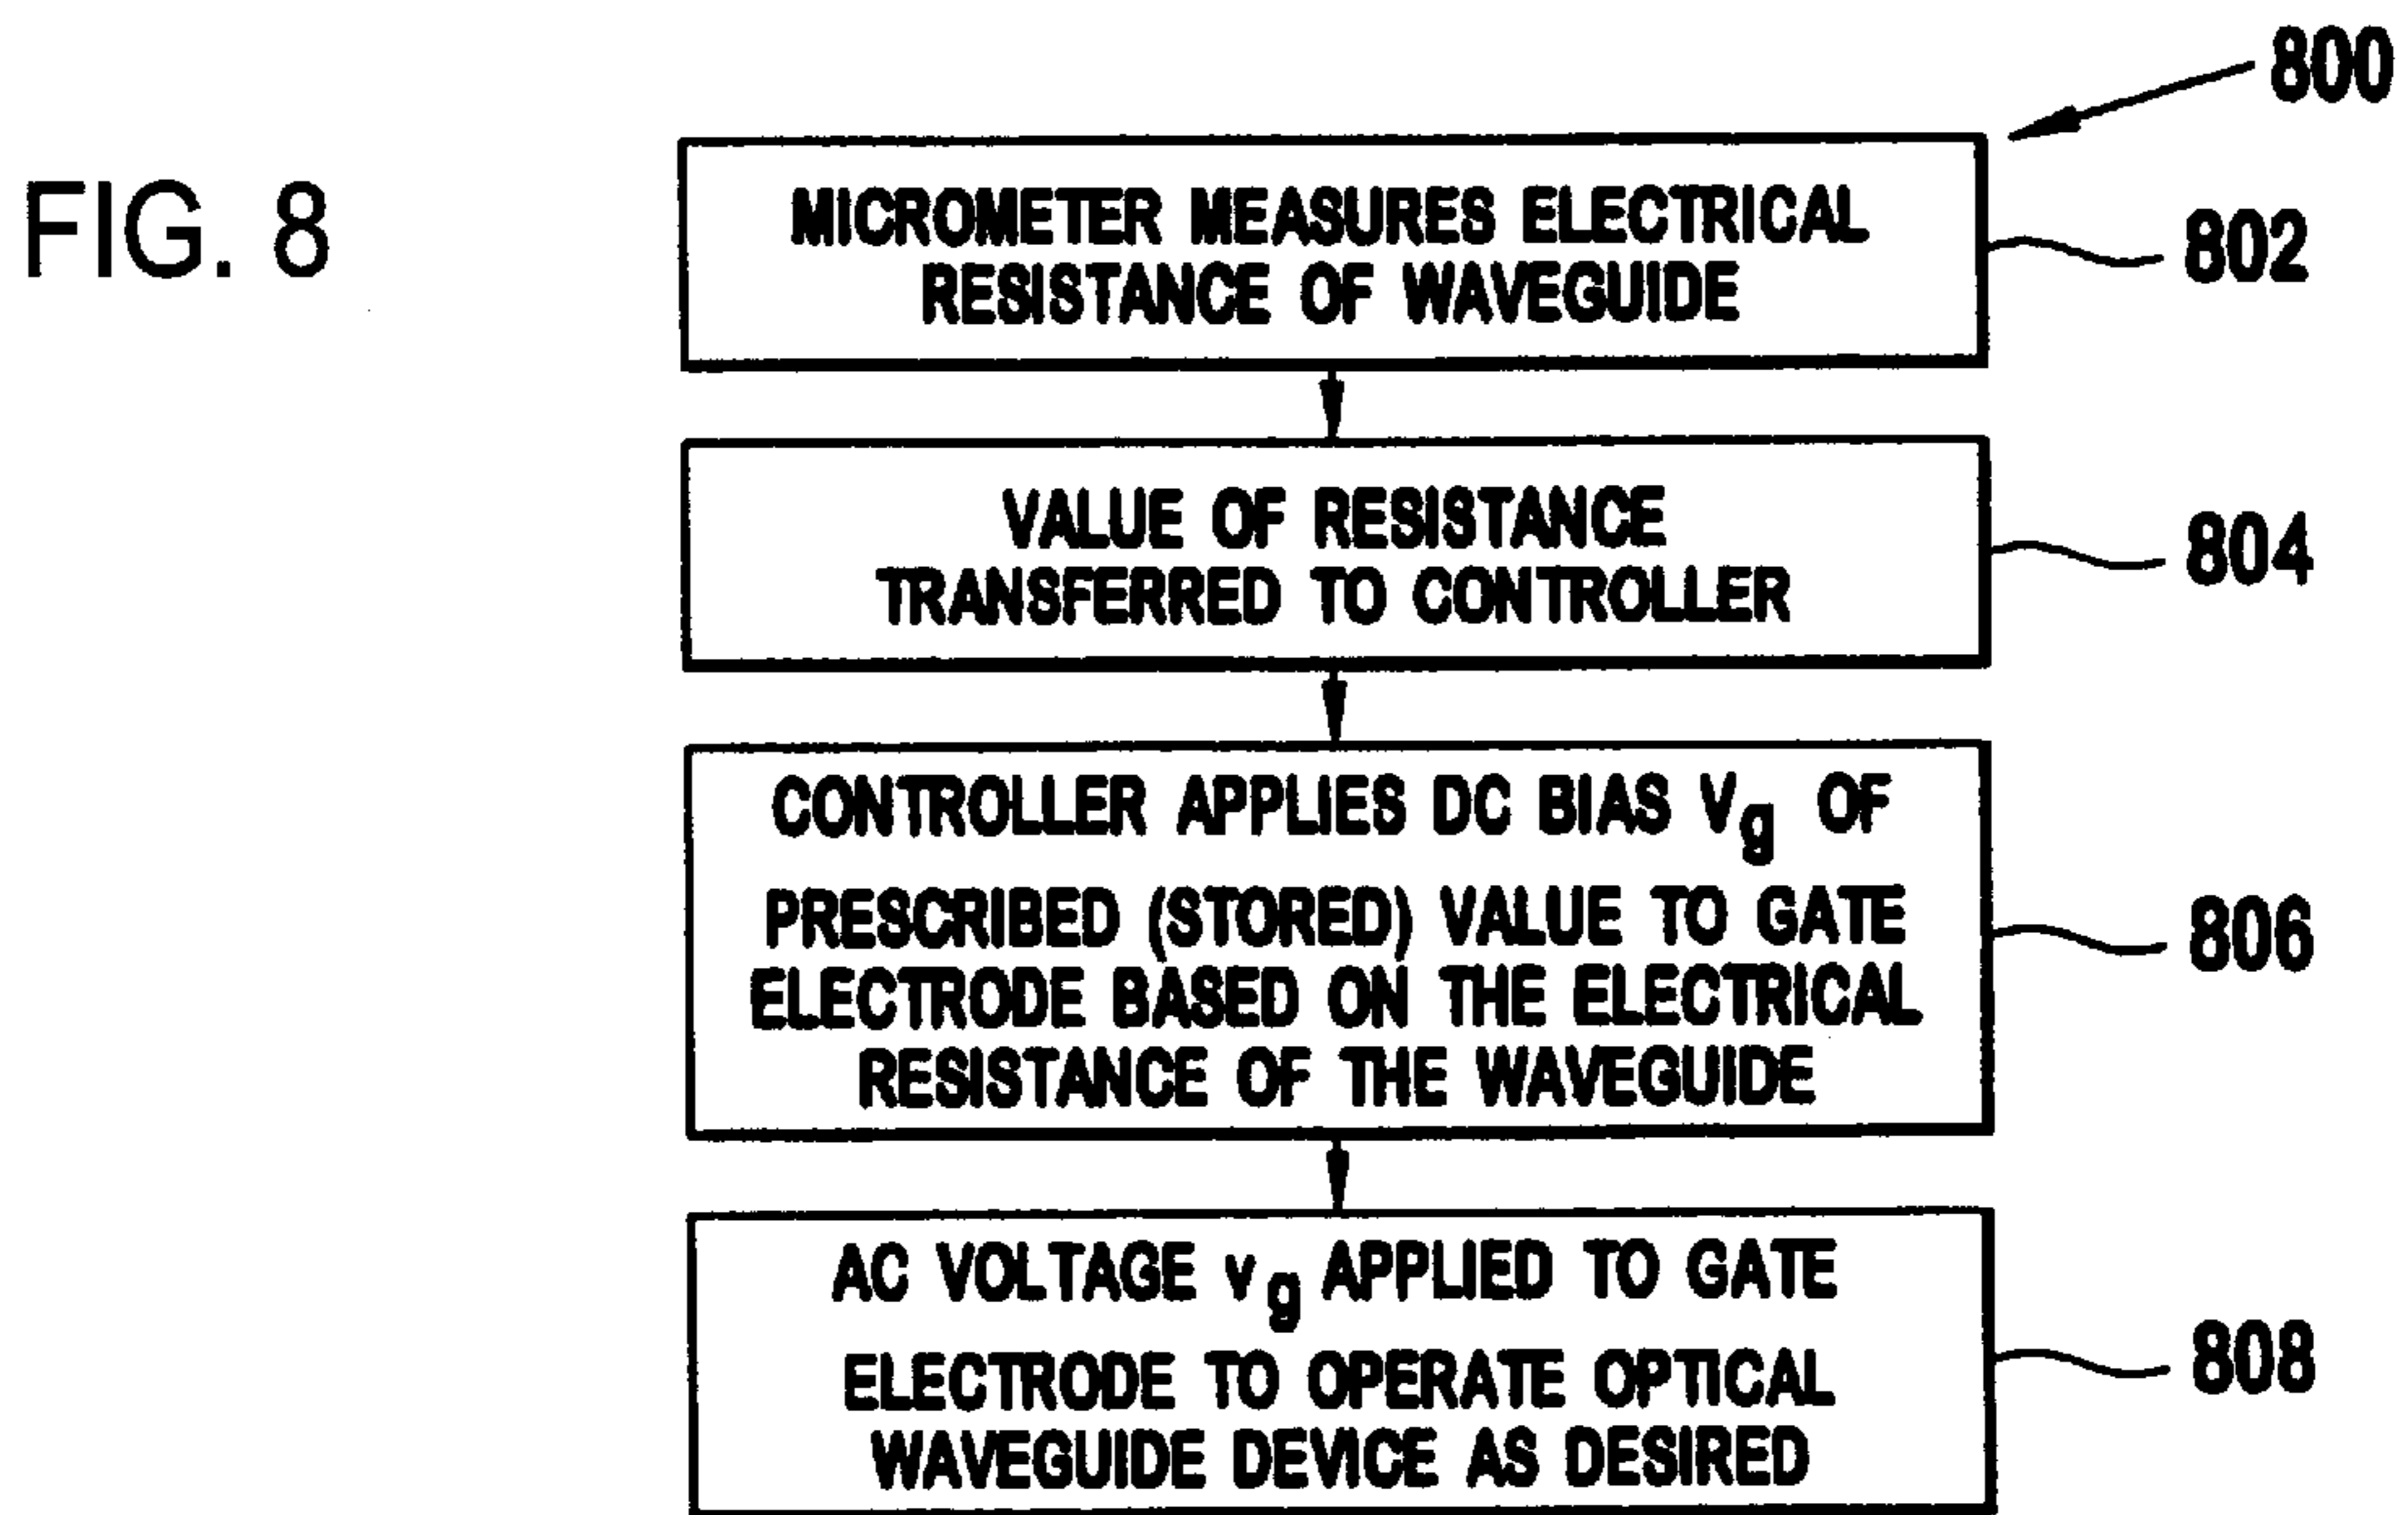 800
FIG. 8
MICROMETER MEASURES ELECTRICAL
RESISTANCE OF WAVEGUIDE
802
VALUE OF RESISTANCE
TRANSFERRED TO CONTROLLER
804
CONTROLLER APPLIES DC BIAS Vg OF
PRESCRIBED (STORED) VALUE TO GATE
ELECTRODE BASED ON THE ELECTRICAL
RESISTANCE OF THE WAVEGUIDE
806
AC VOLTAGE vg APPLIED TO GATE
ELECTRODE TO OPERATE OPTICAL
WAVEGUIDE DEVICE AS DESIRED
808